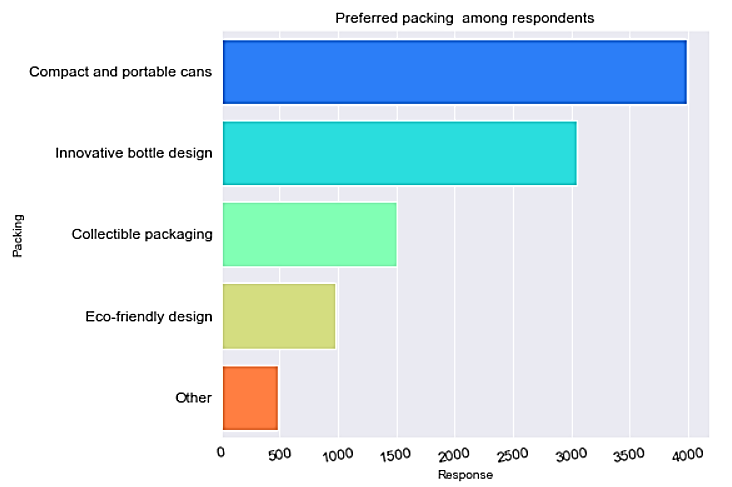 Preferred packing  among respondents
Compact and portable cans
Innovative bottle design
Collectible packaging
Eco-friendly design
Other
Packing
0 500 1000 1500 2000 2500 3000 3500 4000
Response